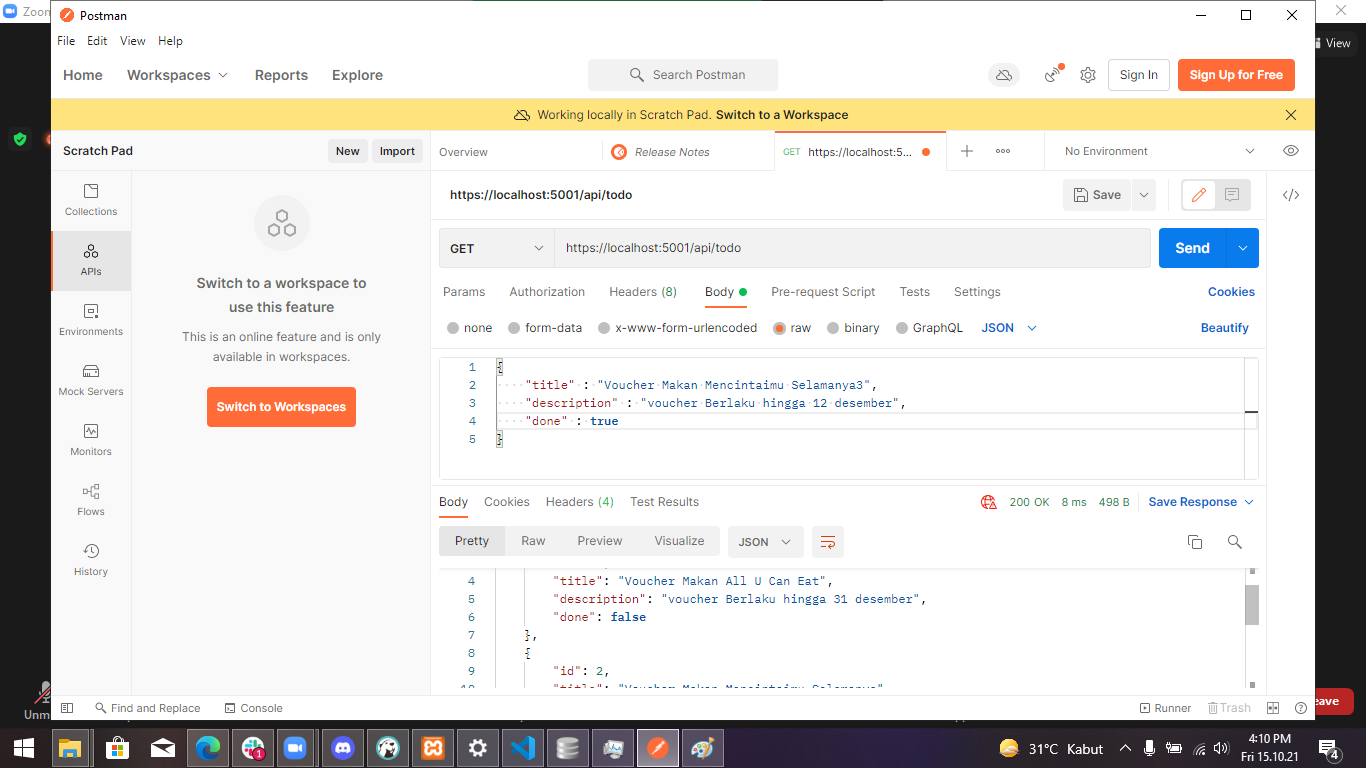 Zoom
Postman
File Edit View Help
Home Workspaces Reports Explore Search Postman Sign In Sign Up for Free
View
Working locally in Scratch Pad. Switch to a Workspace
Scratch Pad New Import Overview Release Notes GET https://localhost:5... No Environment
Collections
APIs
Environments
Mock Servers
Monitors
Flows
History
Switch to a workspace to
use this feature
This is an online feature and is only
available in workspaces.
Switch to Workspaces
https://localhost:5001/api/todo Save
GET https://localhost:5001/api/todo Send
Params Authorization Headers (8) Body Pre-request Script Tests Settings Cookies
none form-data x-www-form-urlencoded raw binary GraphQL JSON Beautify
1 {
2 "title" : "Voucher Makan Mencintaimu Selamanya3",
3 "description" : "voucher Berlaku hingga 12 desember",
4 "done" : true
5 }
Body Cookies Headers (4) Test Results 200 OK 8 ms 498 B Save Response
Pretty Raw Preview Visualize JSON
4 "title": "Voucher Makan All U Can Eat",
5 "description": "voucher Berlaku hingga 31 desember",
6 "done": false
7 },
8 {
9 "id": 2,
10 "title": "Voucher Makan Mencintaimu Selamanya"
Find and Replace Console Runner Trash
31°C Kabut
4:10 PM
Fri 15.10.21
1
4